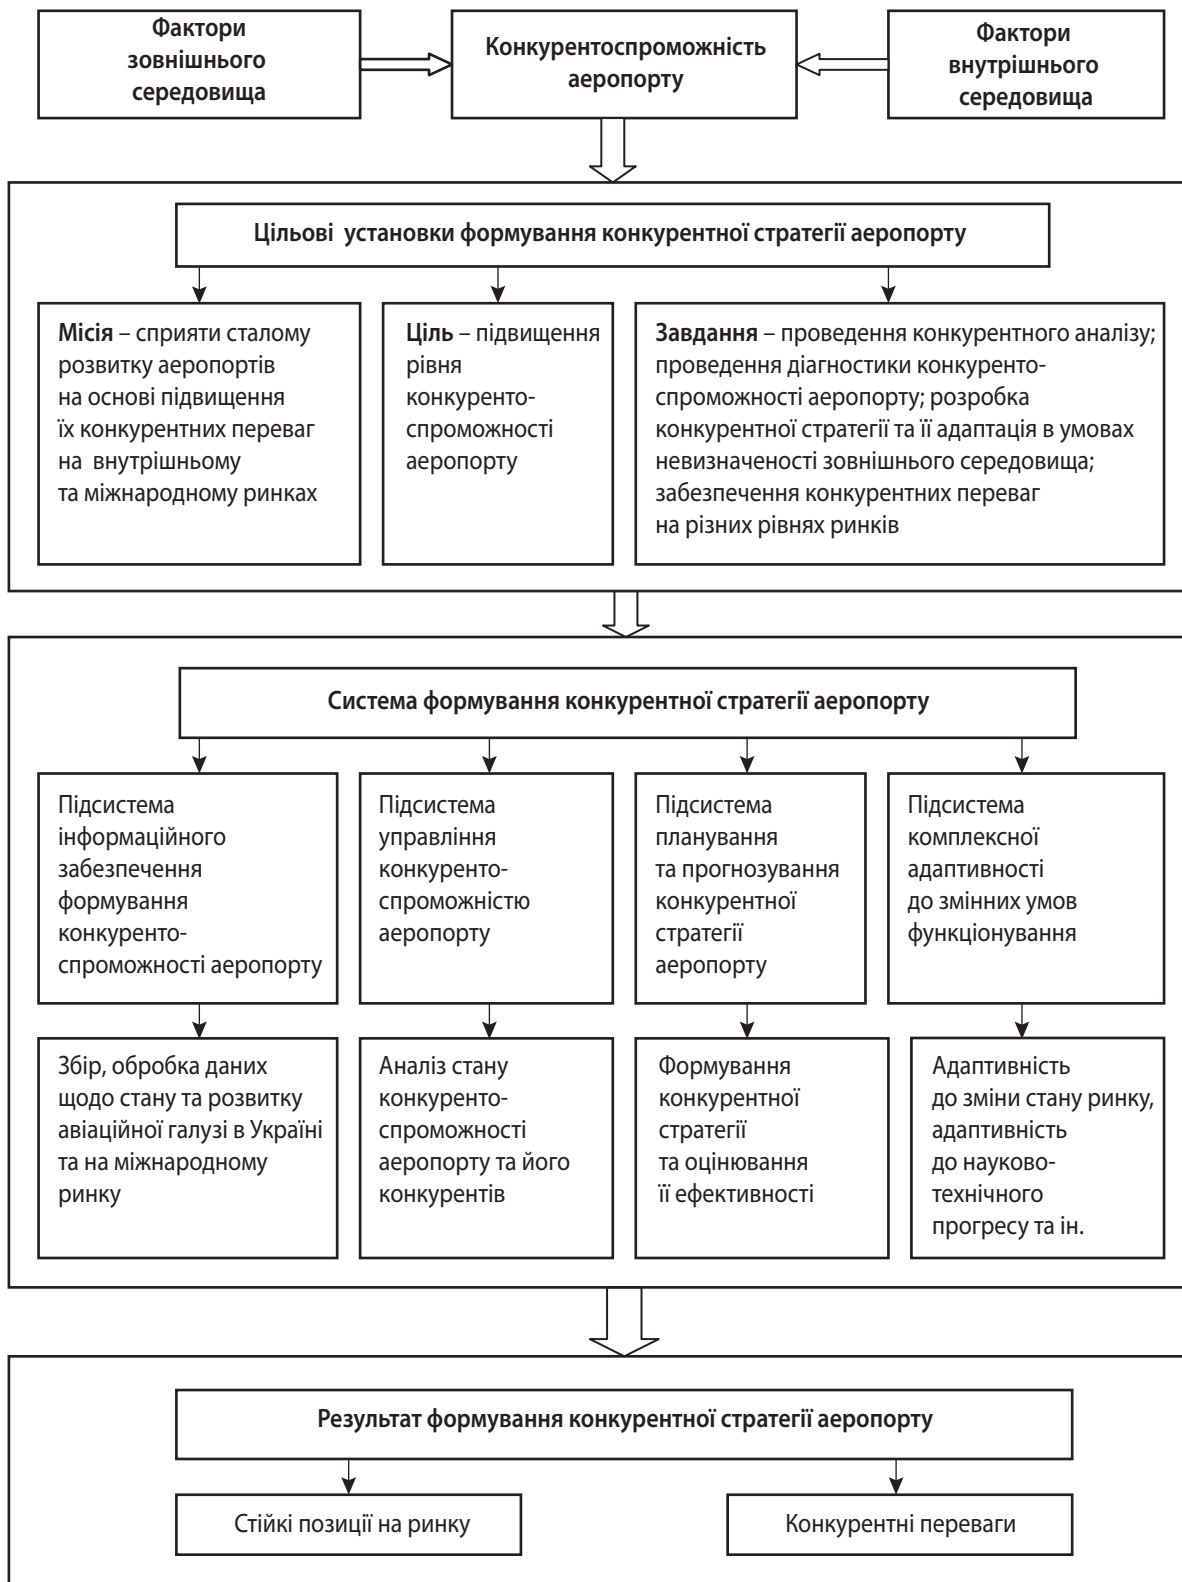 Фактори
зовнішнього
середовища
Конкурентоспроможність
аеропорту
Фактори
внутрішнього
середовища
Цільові установки формування конкурентної стратегії аеропорту
Місія – сприяти сталому
розвитку аеропортів
на основі підвищення
їх конкурентних переваг
на внутрішньому
та міжнародному ринках
Ціль – підвищення
рівня
конкуренто-
спроможності
аеропорту
Завдання – проведення конкурентного аналізу;
проведення діагностики конкуренто-
спроможності аеропорту; розробка
конкурентної стратегії та її адаптація в умовах
невизначеності зовнішнього середовища;
забезпечення конкурентних переваг
на різних рівнях ринків
Система формування конкурентної стратегії аеропорту
Підсистема
інформаційного
забезпечення
формування
конкуренто-
спроможності аеропорту
Підсистема
управління
конкуренто-
спроможністю
аеропорту
Підсистема
планування
та прогнозування
конкурентної
стратегії
аеропорту
Підсистема
комплексної
адаптивності
до змінних умов
функціонування
Збір, обробка даних
щодо стану та розвитку
авіаційної галузі в Україні
та на міжнародному
ринку
Аналіз стану
конкуренто-
спроможності
аеропорту та його
конкурентів
Формування
конкурентної
стратегії
та оцінювання
її ефективності
Адаптивність
до зміни стану ринку,
адаптивність
до науково-
технічного
прогресу та ін.
Результат формування конкурентної стратегії аеропорту
Стійкі позиції на ринку
Конкурентні переваги